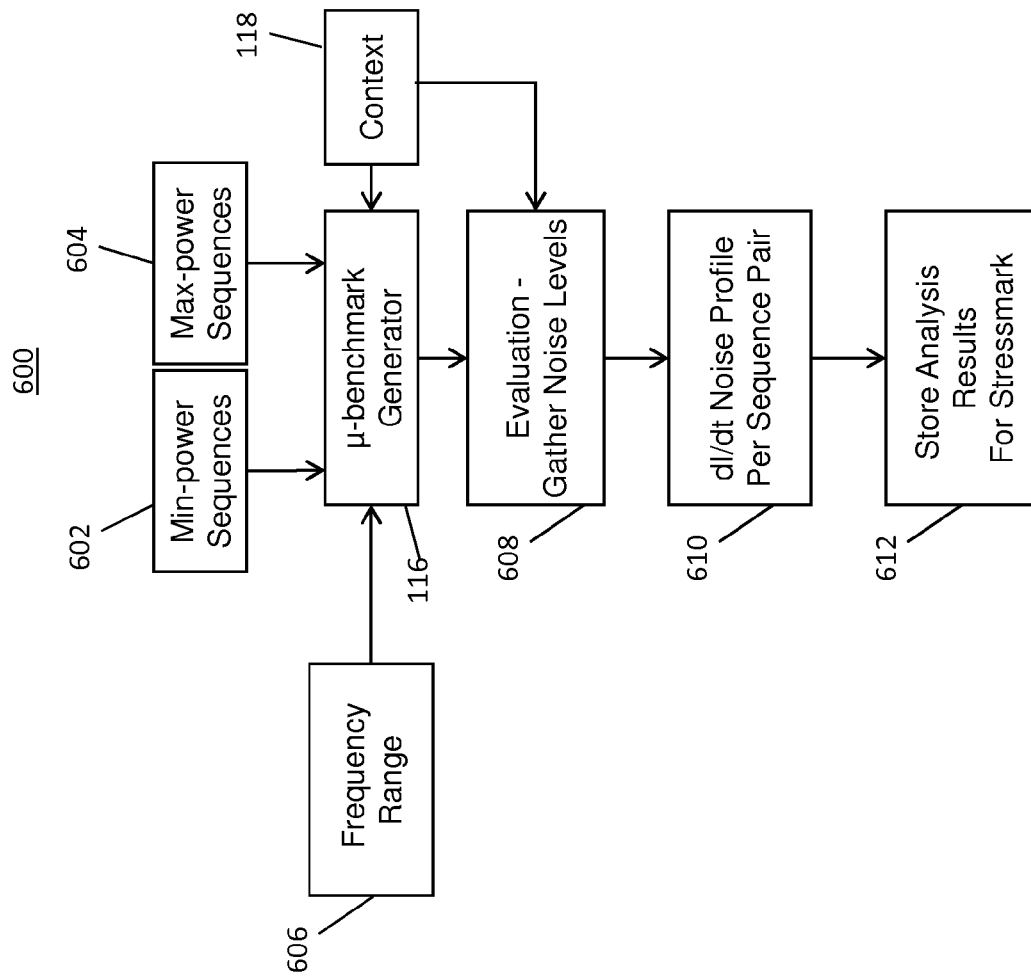 600
602
Min-power
Sequences
604
Max-power
Sequences
118
Context
606
Frequency
Range
116
µ-benchmark
Generator
608
Evaluation -
Gather Noise Levels
610
dI/dt Noise Profile
Per Sequence Pair
612
Store Analysis
Results
For Stressmark